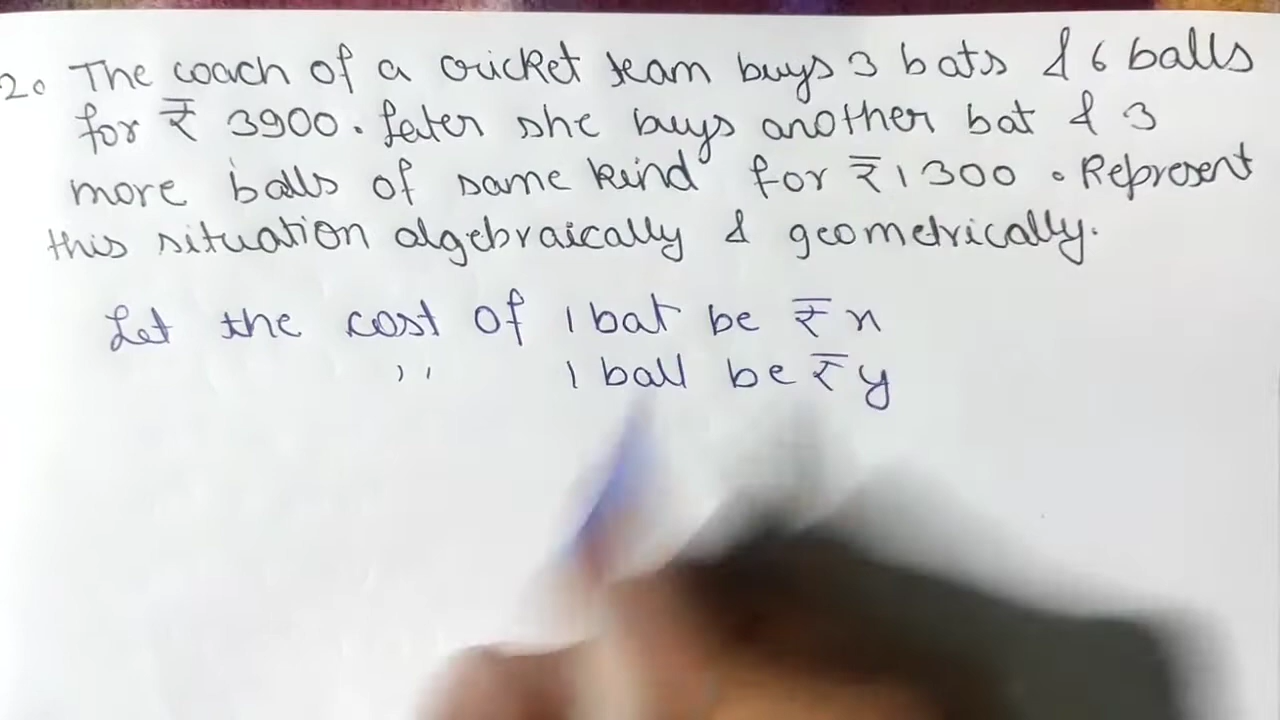 2. The coach of a cricket team buys 3 bats & 6 balls
for ₹ 3900. Later she buys another bat & 3
more balls of same kind for ₹1300. Represent
this situation algebraically & geometrically.
Let the cost of 1 bat be ₹ x
,, 1 ball be ₹ y